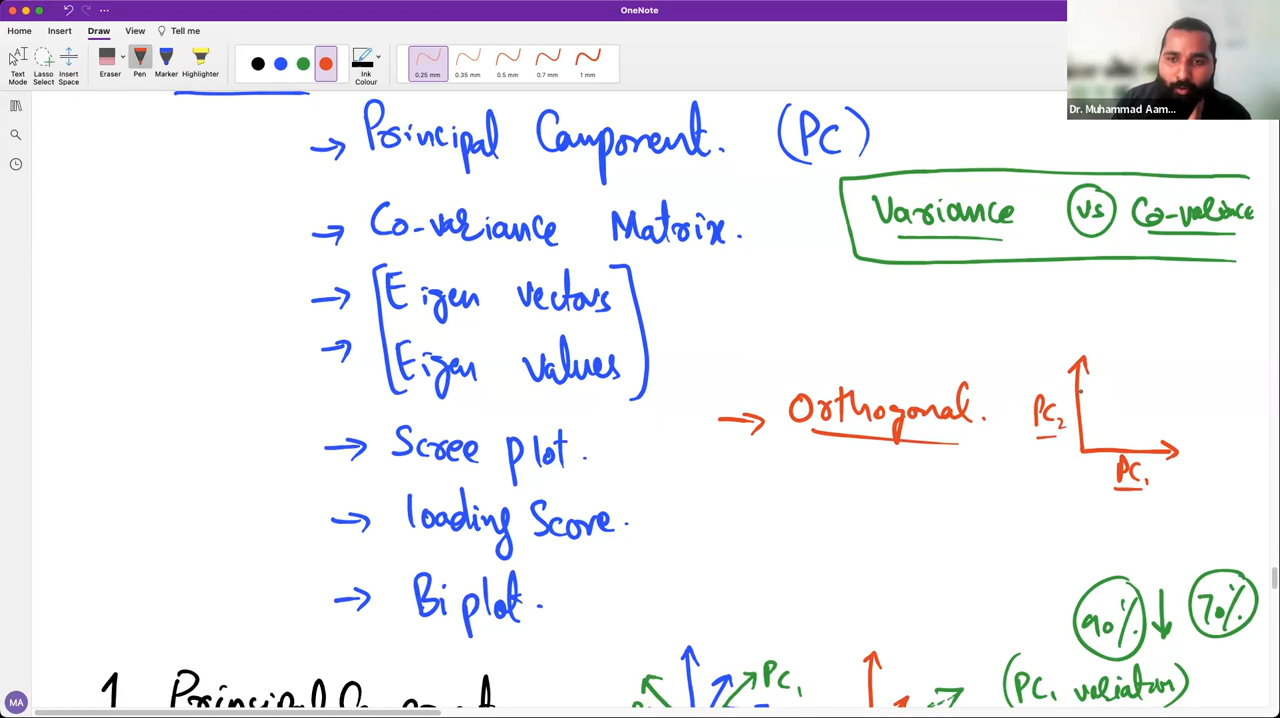 OneNote
Home Insert Draw View Tell me
Text Mode
Lasso Select
Insert Space
Eraser
Pen
Marker
Highlighter
Ink Colour
0.25 mm
0.35 mm
0.5 mm
0.7 mm
1 mm
Dr. Muhammad Aam...
→ Principal Component. (PC)
Variance vs Co-variance
→ Co-variance Matrix.
→ Eigen vectors
→ Eigen values
→ Orthogonal.
PC2
PC1
→ Scree plot.
→ loading Score.
→ Bi plot.
90% ↓ 70%
1 Principal
PC1
(PC1 variation)
MA